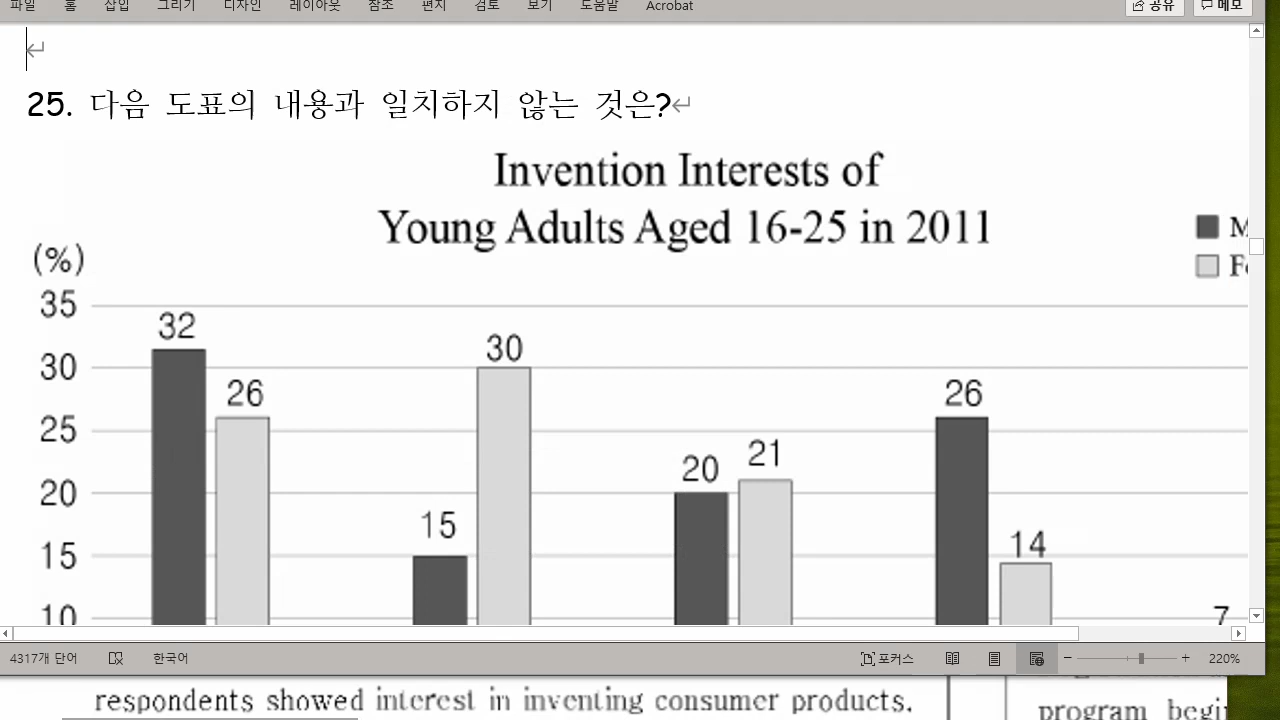 파일 홈 삽입 그리기 디자인 레이아웃 참조 편지 검토 보기 도움말 Acrobat 공유 메모
25. 다음 도표의 내용과 일치하지 않는 것은?
Invention Interests of
Young Adults Aged 16-25 in 2011
(%)
35
30
25
20
15
10
32
26
15
30
20
21
26
14
7
4317개 단어 한국어 포커스 220%
respondents showed interest in inventing consumer products.
program